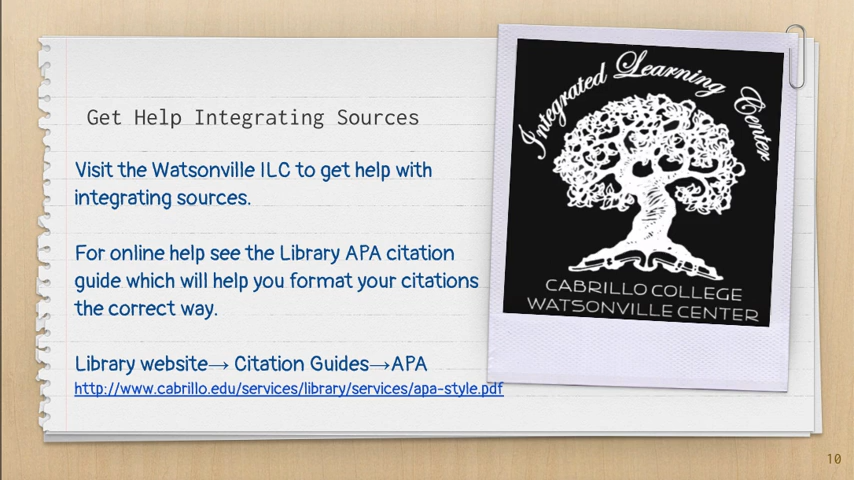 Get Help Integrating Sources
Visit the Watsonville ILC to get help with
integrating sources.
For online help see the Library APA citation
guide which will help you format your citations
the correct way.
Library website→ Citation Guides→APA
http://www.cabrillo.edu/services/library/services/apa-style.pdf
Integrated Learning Center
CABRILLO COLLEGE
WATSONVILLE CENTER
10